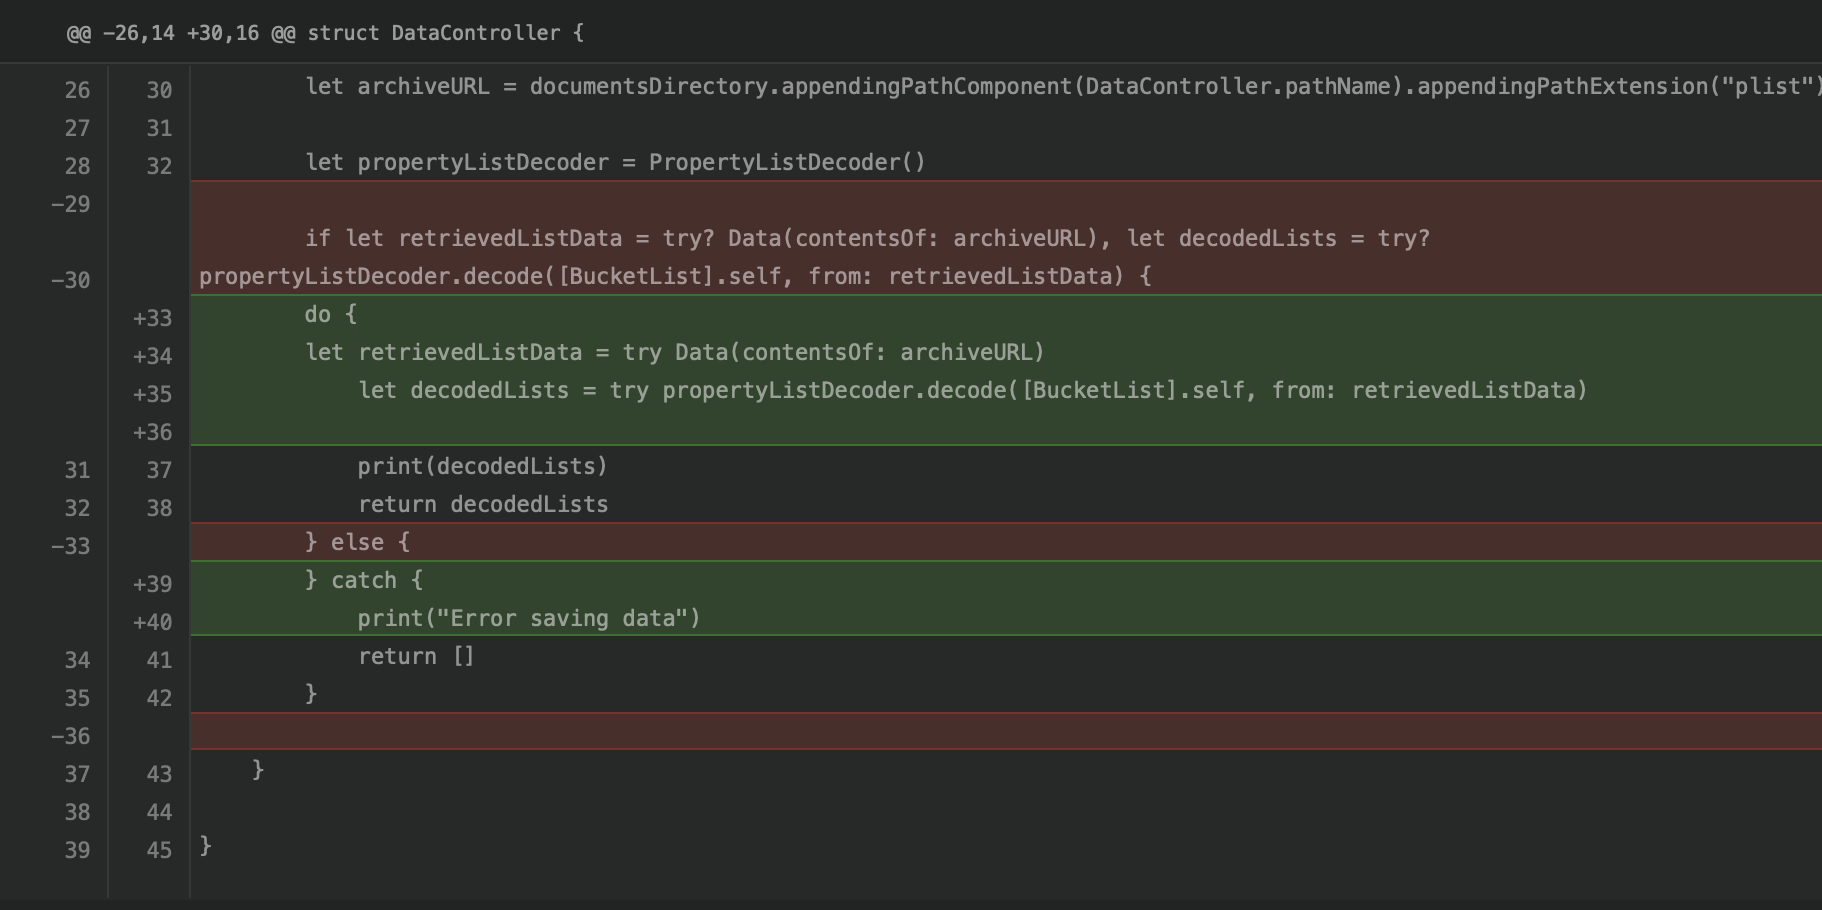 @@ -26,14 +30,16 @@ struct DataController {
26 30 let archiveURL = documentsDirectory.appendingPathComponent(DataController.pathName).appendingPathExtension("plist")
27 31
28 32 let propertyListDecoder = PropertyListDecoder()
-29
if let retrievedListData = try? Data(contentsOf: archiveURL), let decodedLists = try?
-30 propertyListDecoder.decode([BucketList].self, from: retrievedListData) {
+33 do {
+34 let retrievedListData = try Data(contentsOf: archiveURL)
+35 let decodedLists = try propertyListDecoder.decode([BucketList].self, from: retrievedListData)
+36
31 37 print(decodedLists)
32 38 return decodedLists
-33 } else {
+39 } catch {
+40 print("Error saving data")
34 41 return []
35 42 }
-36
37 43 }
38 44
39 45 }